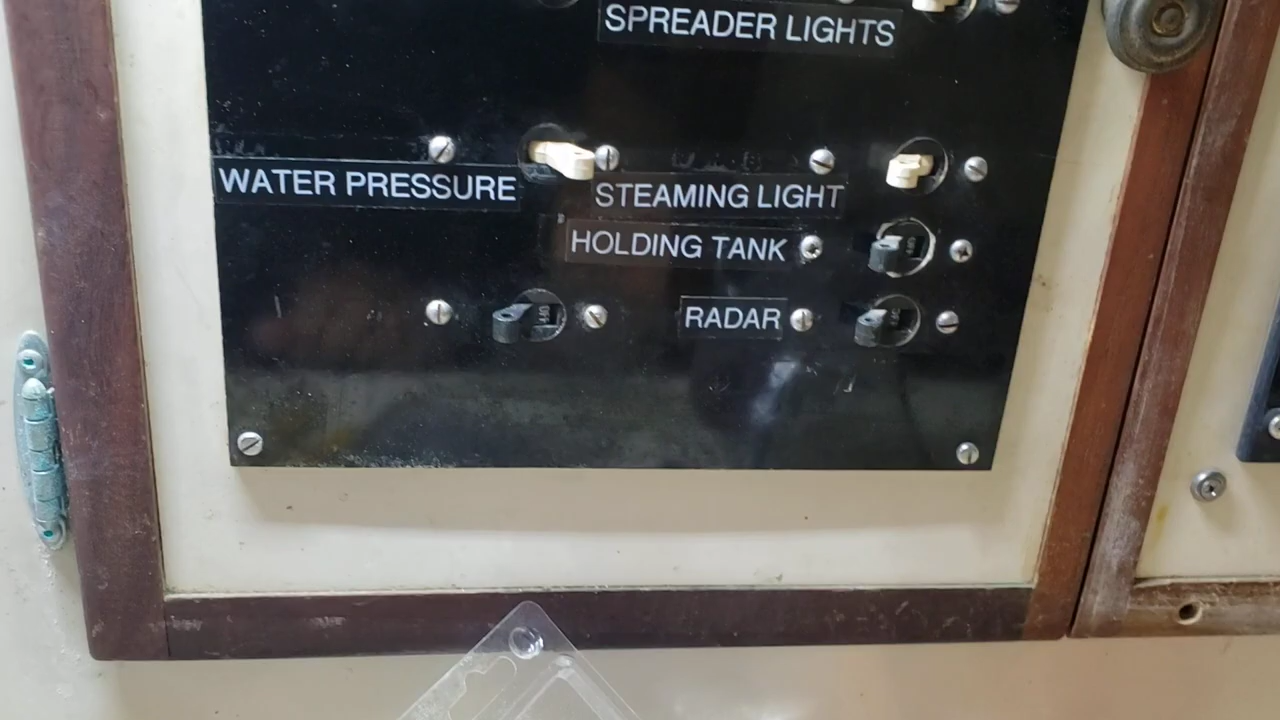 SPREADER LIGHTS
WATER PRESSURE
STEAMING LIGHT
HOLDING TANK
RADAR